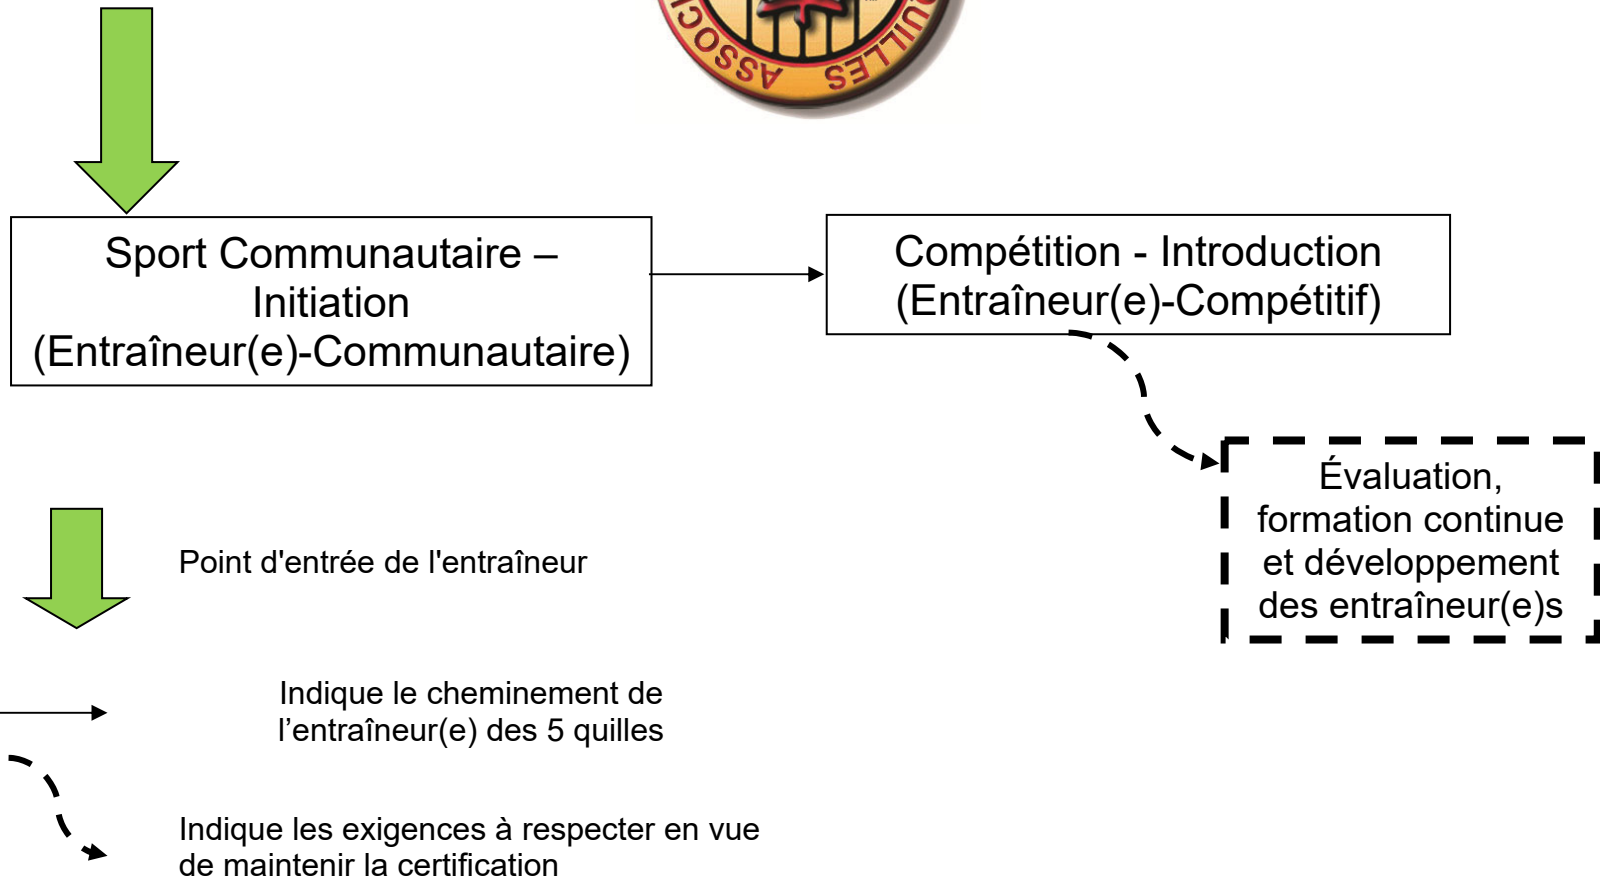 QUILLES ASSOCI
Sport Communautaire –
Initiation
(Entraîneur(e)-Communautaire)
Compétition - Introduction
(Entraîneur(e)-Compétitif)
Évaluation,
formation continue
et développement
des entraîneur(e)s
Point d'entrée de l'entraîneur
Indique le cheminement de
l’entraîneur(e) des 5 quilles
Indique les exigences à respecter en vue
de maintenir la certification